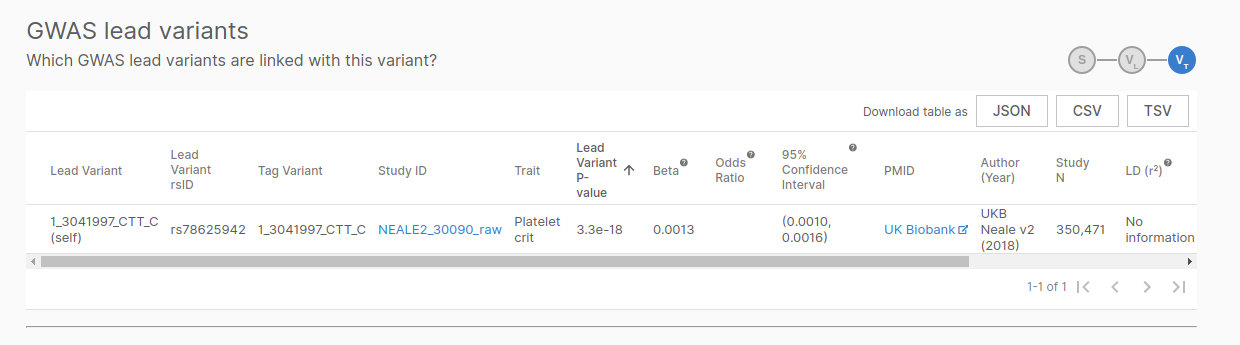 GWAS lead variants
Which GWAS lead variants are linked with this variant?
S VL VT
Download table as JSON CSV TSV
Lead Variant
Lead
Variant
rsID
Tag Variant
Study ID
Trait
Lead
Variant
P-
value
Beta
Odds
Ratio
95%
Confidence
Interval
PMID
Author
(Year)
Study
N
LD (r²)
1_3041997_CTT_C
(self)
rs78625942
1_3041997_CTT_C
NEALE2_30090_raw
Platelet
crit
3.3e-18
0.0013
(0.0010,
0.0016)
UK Biobank
UKB
Neale v2
(2018)
350,471
No
information
1-1 of 1